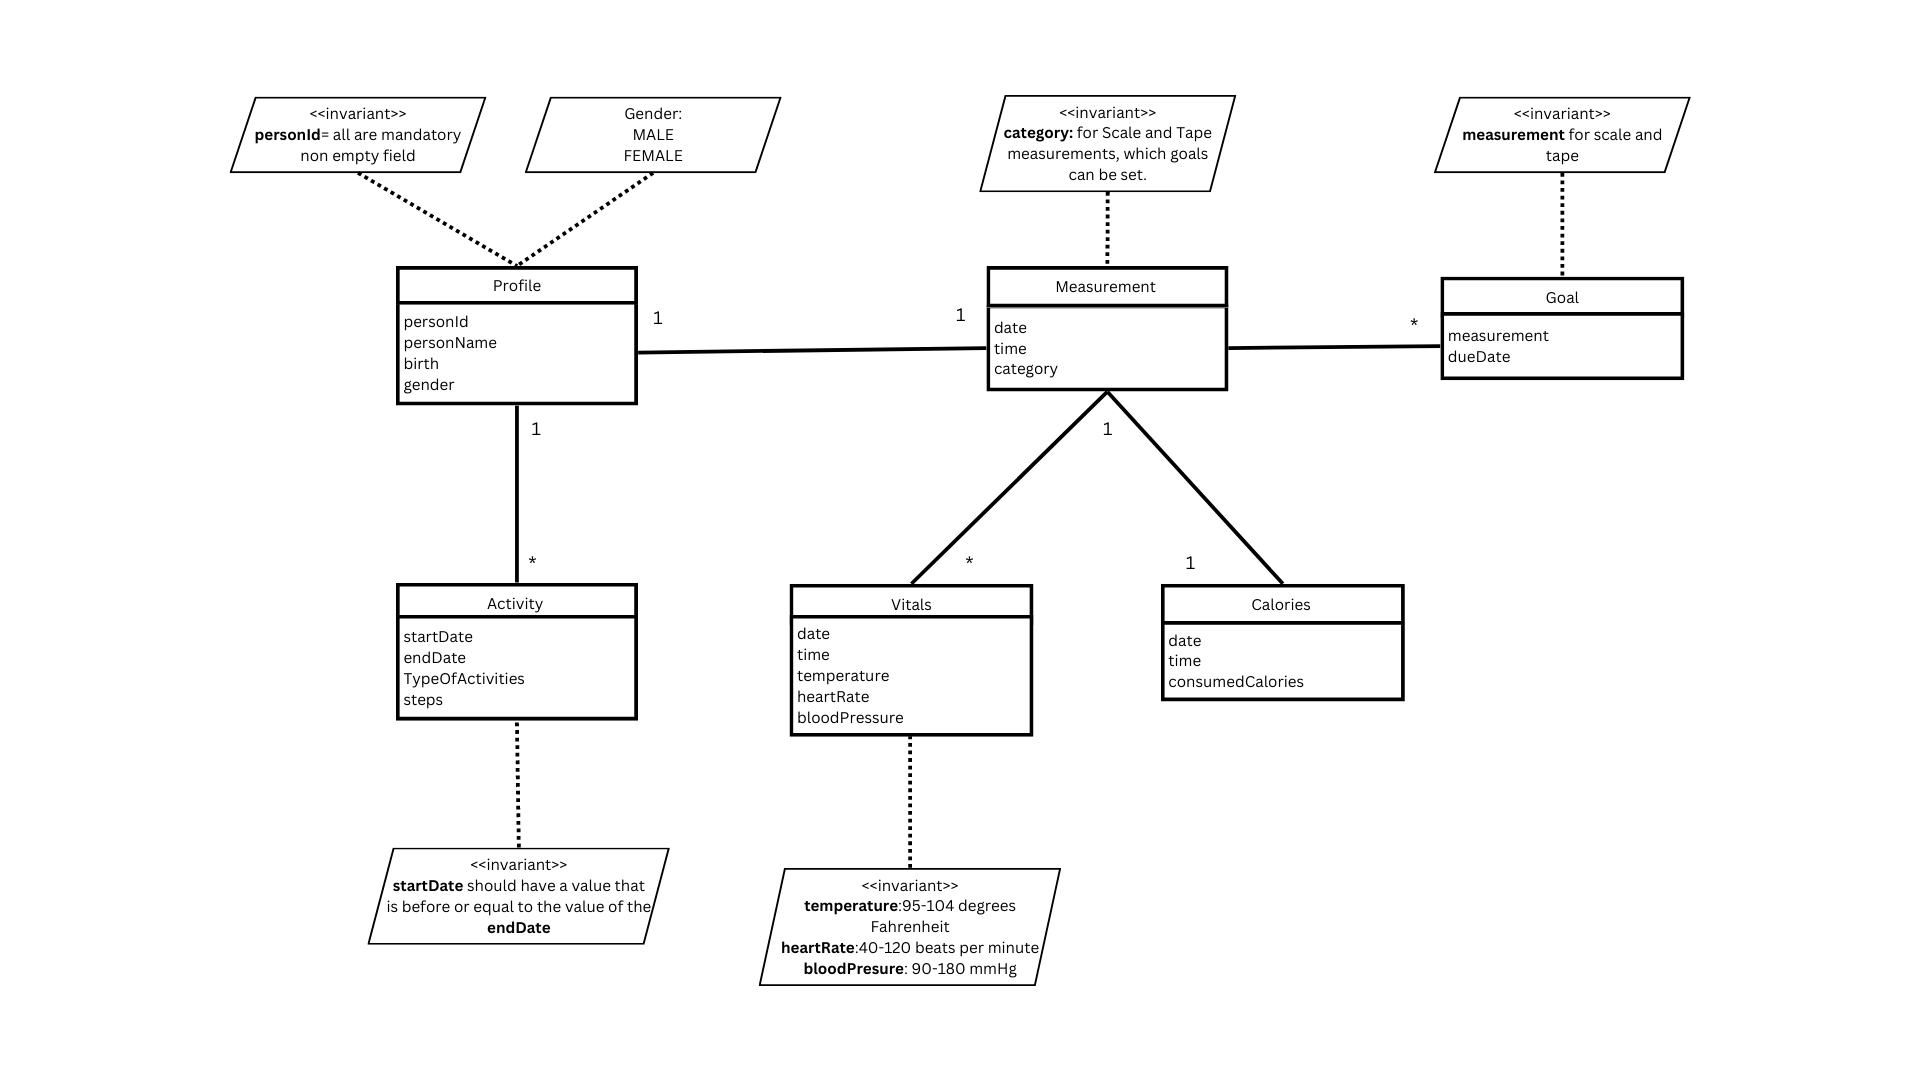 <<invariant>>
personId= all are mandatory
non empty field
Gender:
MALE
FEMALE
<<invariant>>
category: for Scale and Tape
measurements, which goals
can be set.
<<invariant>>
measurement for scale and
tape
Profile
personId
personName
birth
gender
1
1
Measurement
date
time
category
*
Goal
measurement
dueDate
1
*
1
*
1
Activity
startDate
endDate
TypeOfActivities
steps
Vitals
date
time
temperature
heartRate
bloodPressure
Calories
date
time
consumedCalories
<<invariant>>
startDate should have a value that
is before or equal to the value of the
endDate
<<invariant>>
temperature:95-104 degrees
Fahrenheit
heartRate:40-120 beats per minute
bloodPresure: 90-180 mmHg